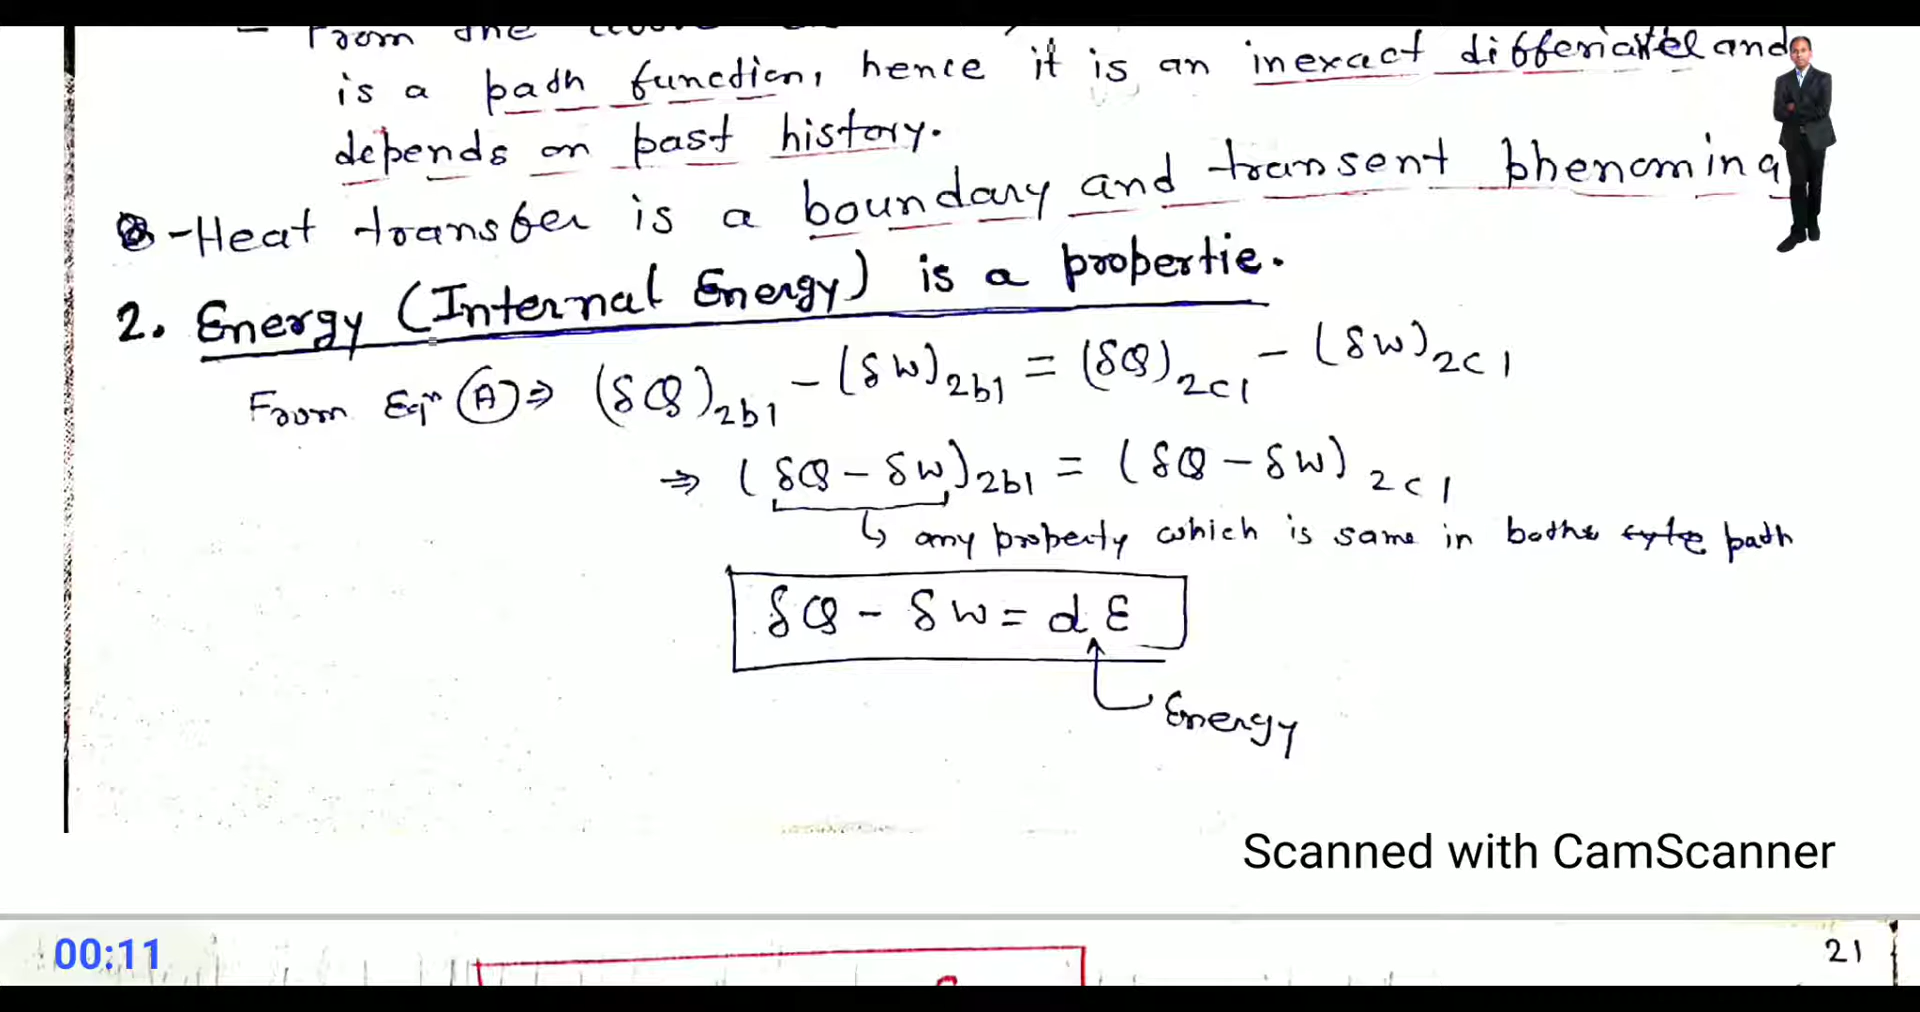 - From the
is a path function, hence it is an inexact differiatel and
depends on past history.
-Heat transfer is a boundary and transent phenomina
2. Energy (Internal Energy) is a propertie.
From Eqⁿ (A) ⇒ (δQ)₂b₁ - (δW)₂b₁ = (δQ)₂c₁ - (δW)₂c₁
⇒ (δQ - δW)₂b₁ = (δQ - δW)₂c₁
↳ any property which is same in both path
δQ - δW = dE
Energy
Scanned with CamScanner
00:11
21